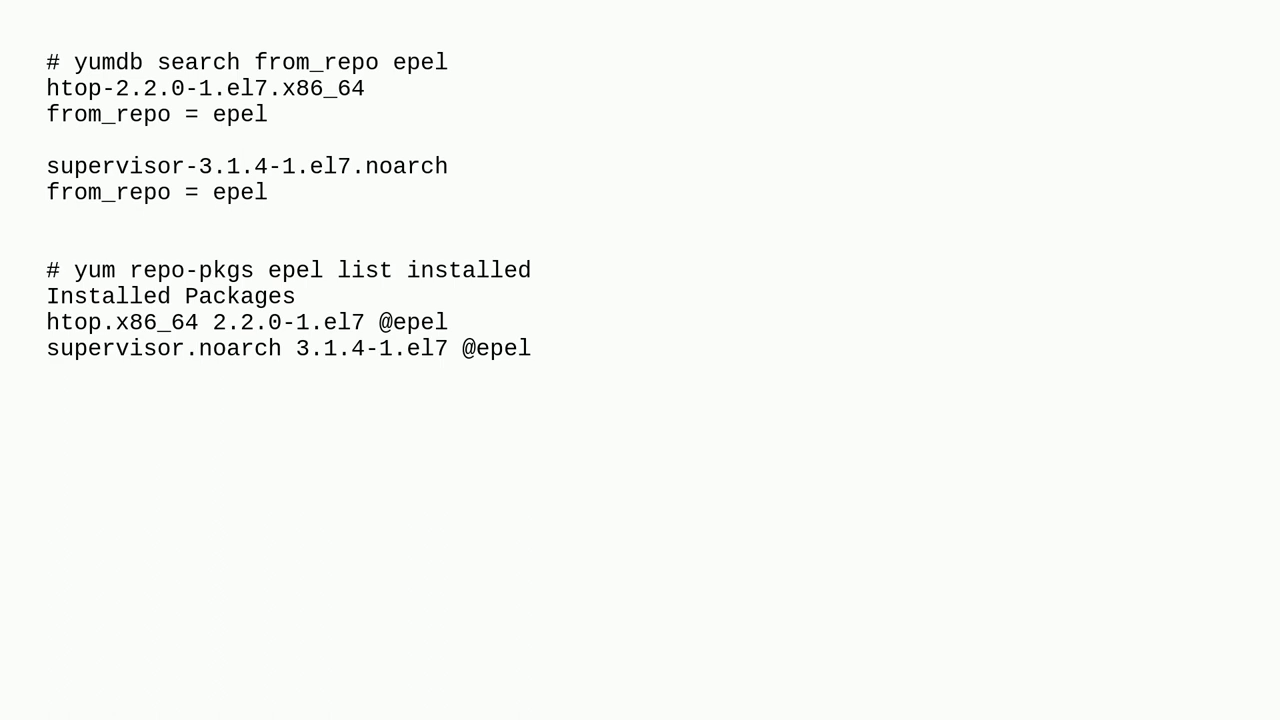 # yumdb search from_repo epel
htop-2.2.0-1.el7.x86_64
from_repo = epel
supervisor-3.1.4-1.el7.noarch
from_repo = epel
# yum repo-pkgs epel list installed
Installed Packages
htop.x86_64 2.2.0-1.el7 @epel
supervisor.noarch 3.1.4-1.el7 @epel